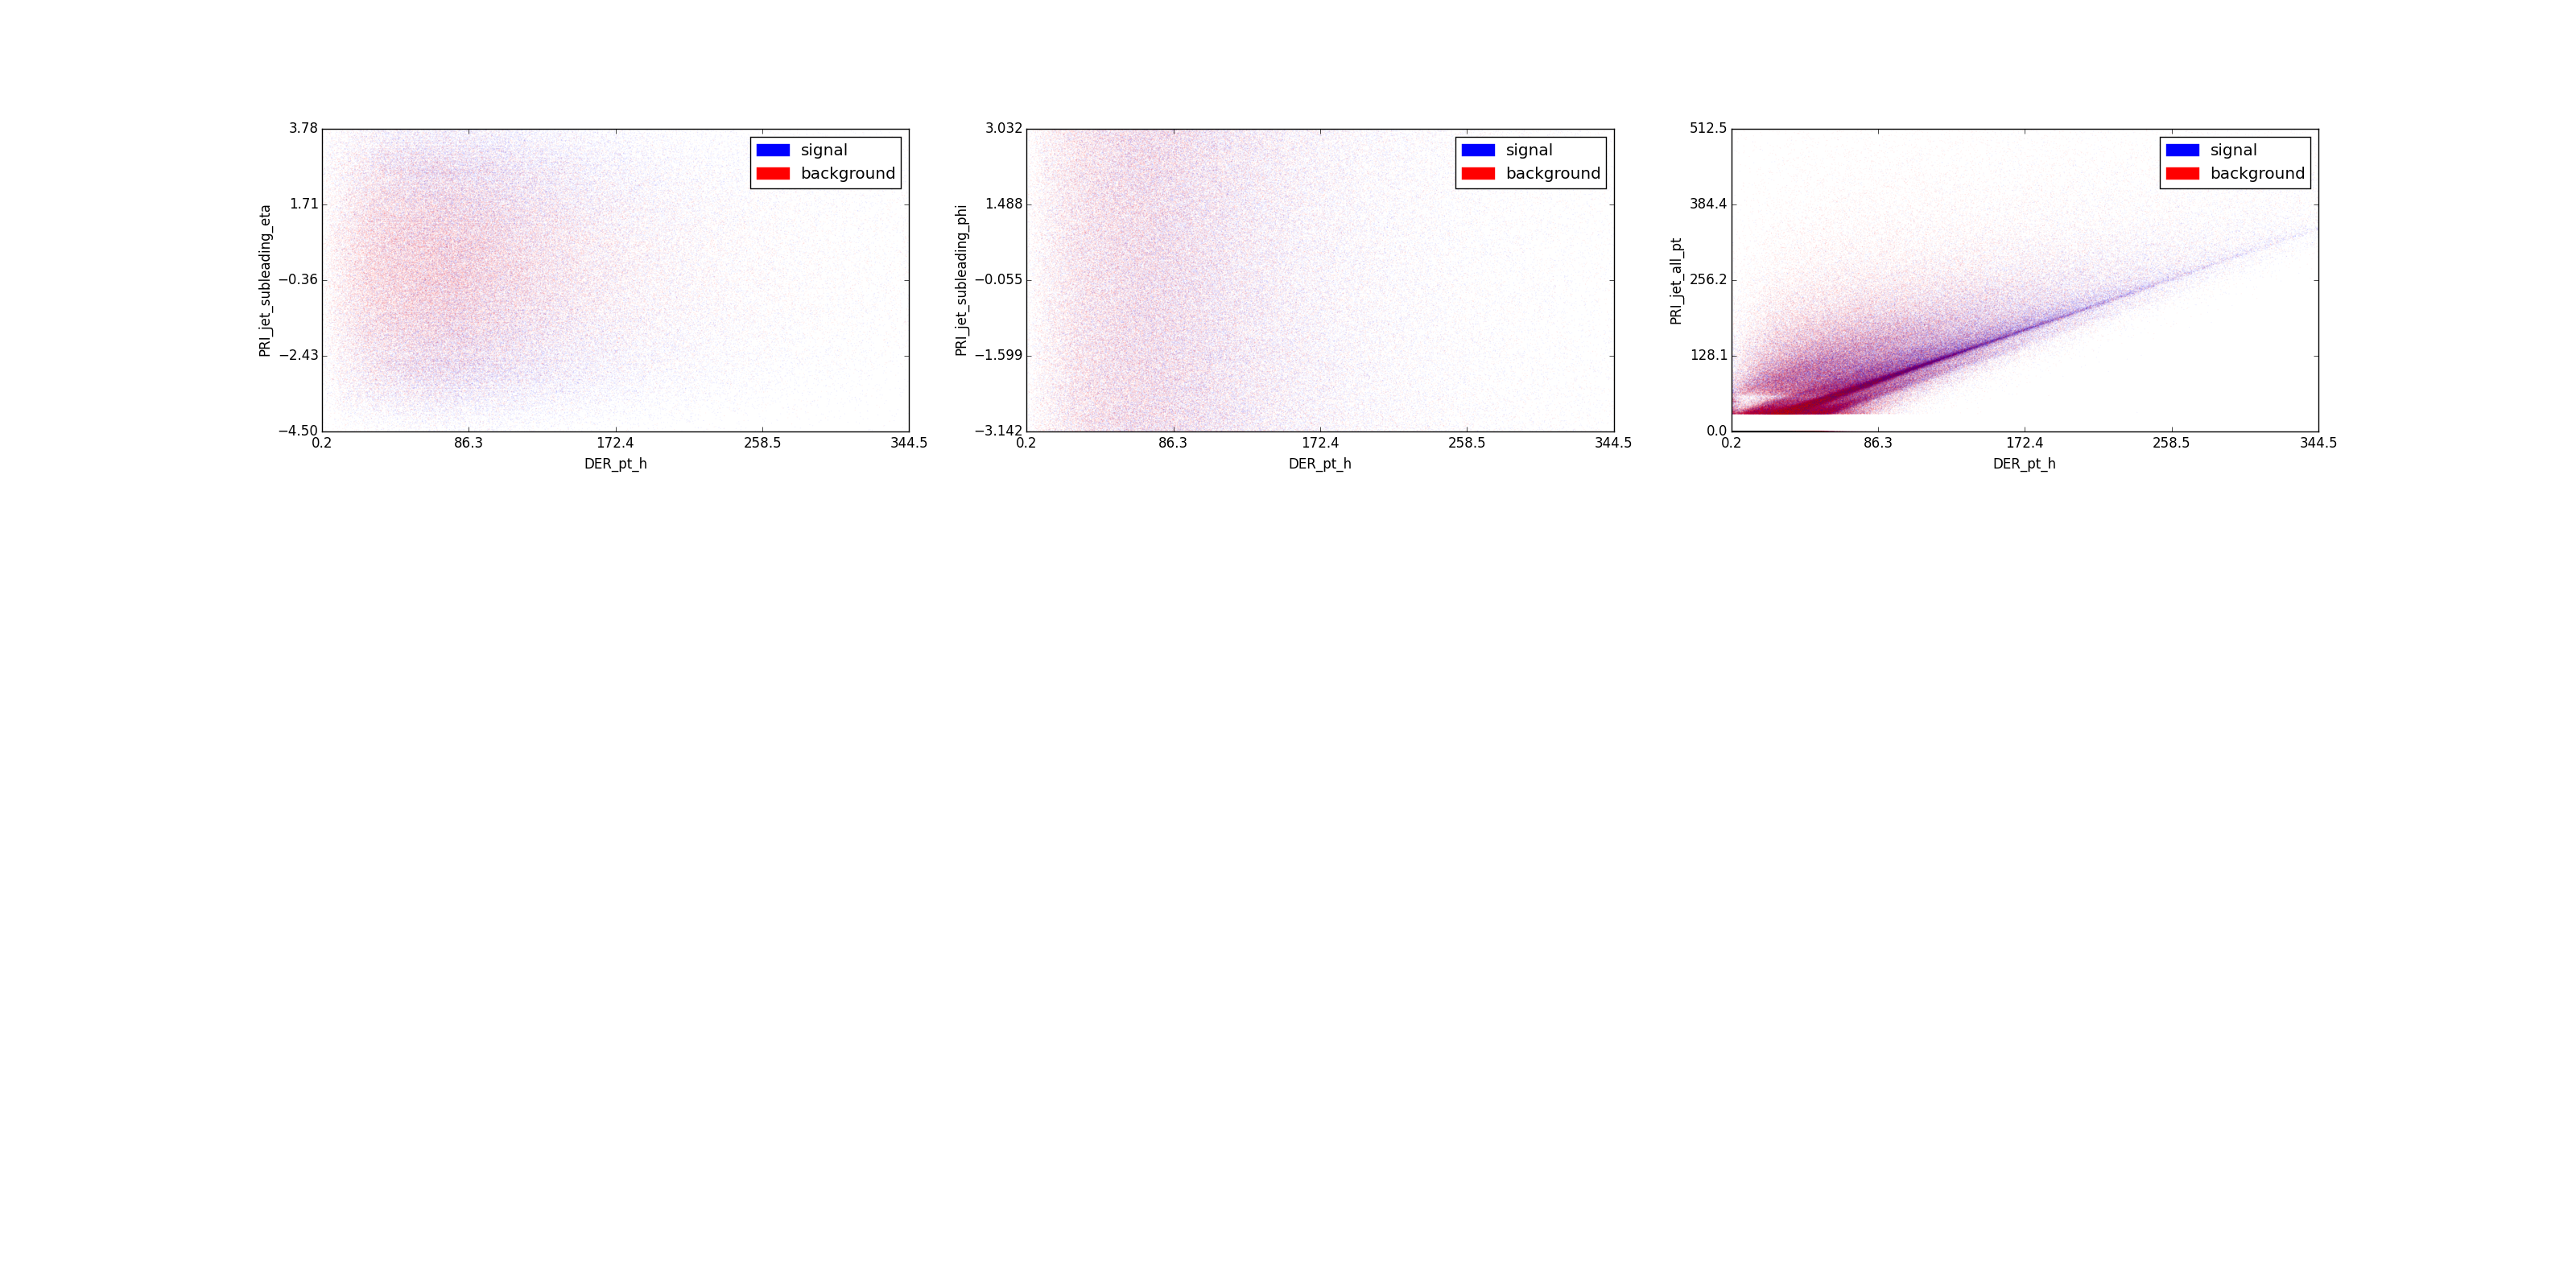 3.78
1.71
−0.36
−2.43
−4.50
PRI_jet_subleading_eta
signal
background
0.2 86.3 172.4 258.5 344.5
DER_pt_h
3.032
1.488
−0.055
−1.599
−3.142
PRI_jet_subleading_phi
signal
background
0.2 86.3 172.4 258.5 344.5
DER_pt_h
512.5
384.4
256.2
128.1
0.0
PRI_jet_all_pt
signal
background
0.2 86.3 172.4 258.5 344.5
DER_pt_h